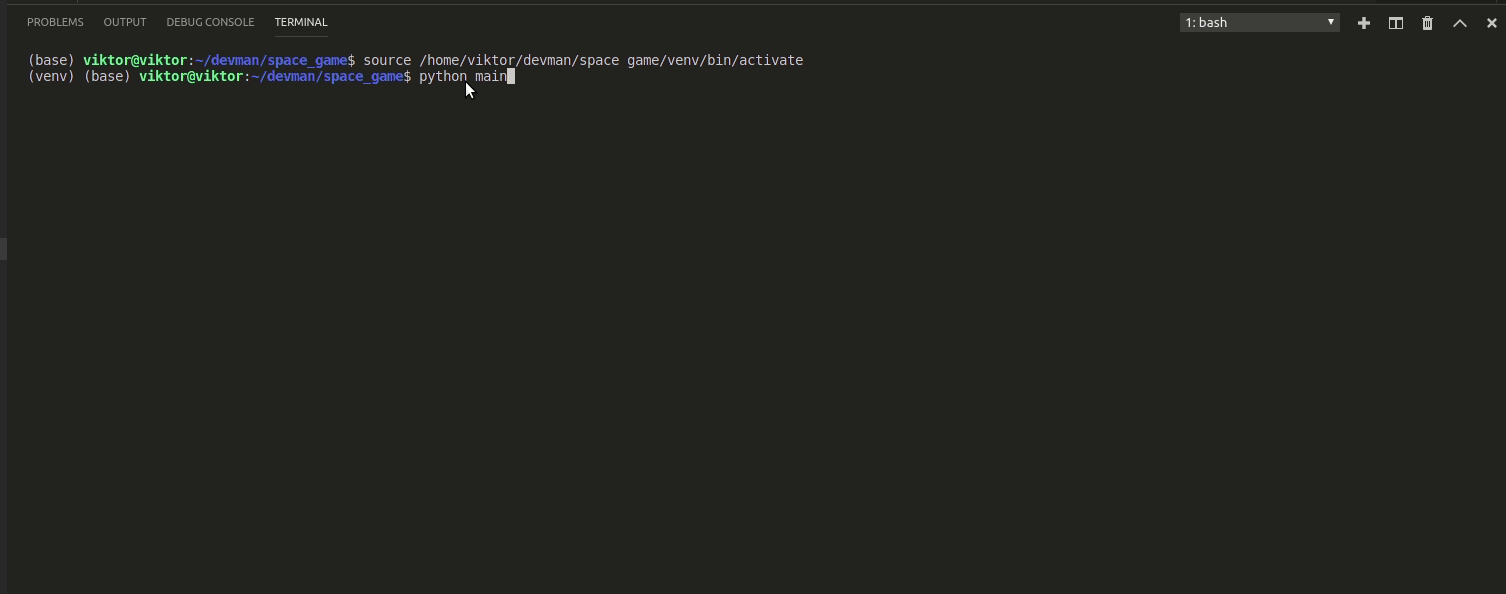 PROBLEMS OUTPUT DEBUG CONSOLE TERMINAL 1: bash
(base) viktor@viktor:~/devman/space_game$ source /home/viktor/devman/space game/venv/bin/activate
(venv) (base) viktor@viktor:~/devman/space_game$ python main